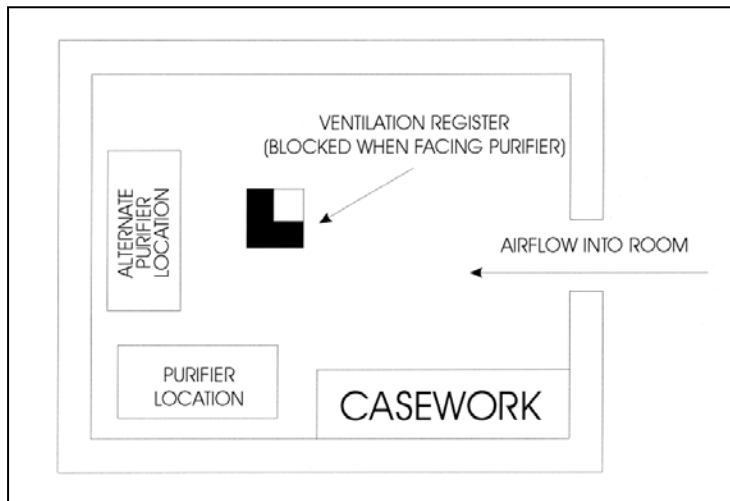 VENTILATION REGISTER
(BLOCKED WHEN FACING PURIFIER)
ALTERNATE
PURIFIER
LOCATION
AIRFLOW INTO ROOM
PURIFIER
LOCATION
CASEWORK